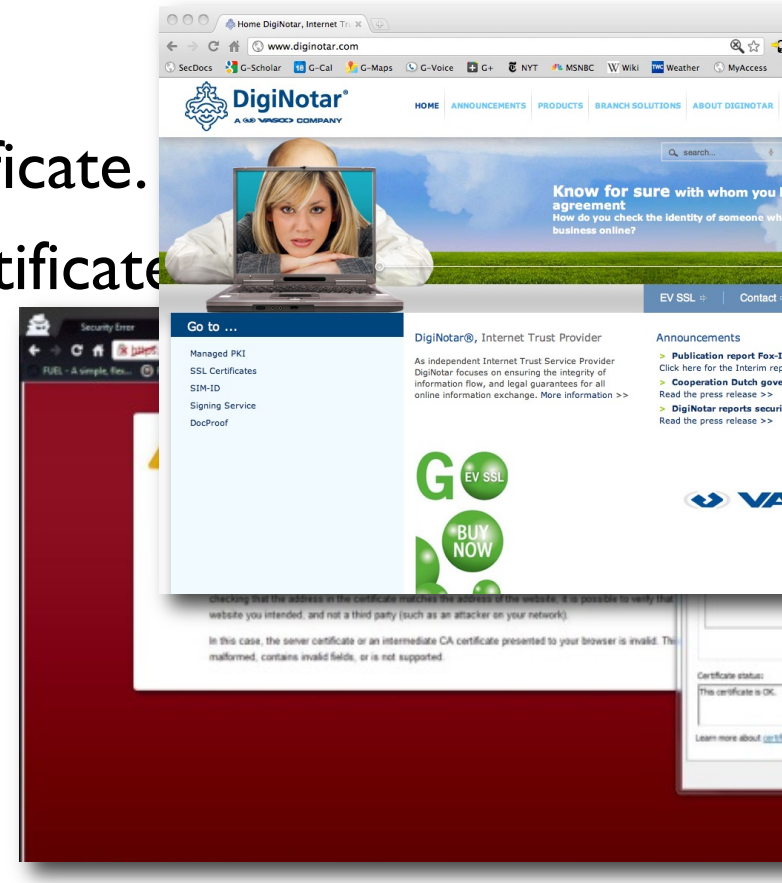 ficate.
tificate
Home DigiNotar, Internet Tr
www.diginotar.com
SecDocs G-Scholar 18 G-Cal G-Maps G-Voice G+ NYT MSNBC W Wiki TWC Weather MyAccess
DigiNotar®
A VASCO COMPANY
HOME ANNOUNCEMENTS PRODUCTS BRANCH SOLUTIONS ABOUT DIGINOTAR
search...
Know for sure with whom you
agreement
How do you check the identity of someone wh
business online?
EV SSL Contact
Go to ...
Managed PKI
SSL Certificates
SIM-ID
Signing Service
DocProof
DigiNotar®, Internet Trust Provider
As independent Internet Trust Service Provider
DigiNotar focuses on ensuring the integrity of
information flow, and legal guarantees for all
online information exchange. More information >>
Announcements
> Publication report Fox-I
Click here for the Interim rep
> Cooperation Dutch gove
Read the press release >>
> DigiNotar reports securi
Read the press release >>
GO
EV SSL
BUY
NOW
VA
Security Error
https
FUEL - A simple, flex...
checking that the address in the certificate matches the address of the website, it is possible to verify that
website you intended, and not a third party (such as an attacker on your network).
In this case, the server certificate or an intermediate CA certificate presented to your browser is invalid. Thi
malformed, contains invalid fields, or is not supported.
Certificate status:
This certificate is OK.
Learn more about certif